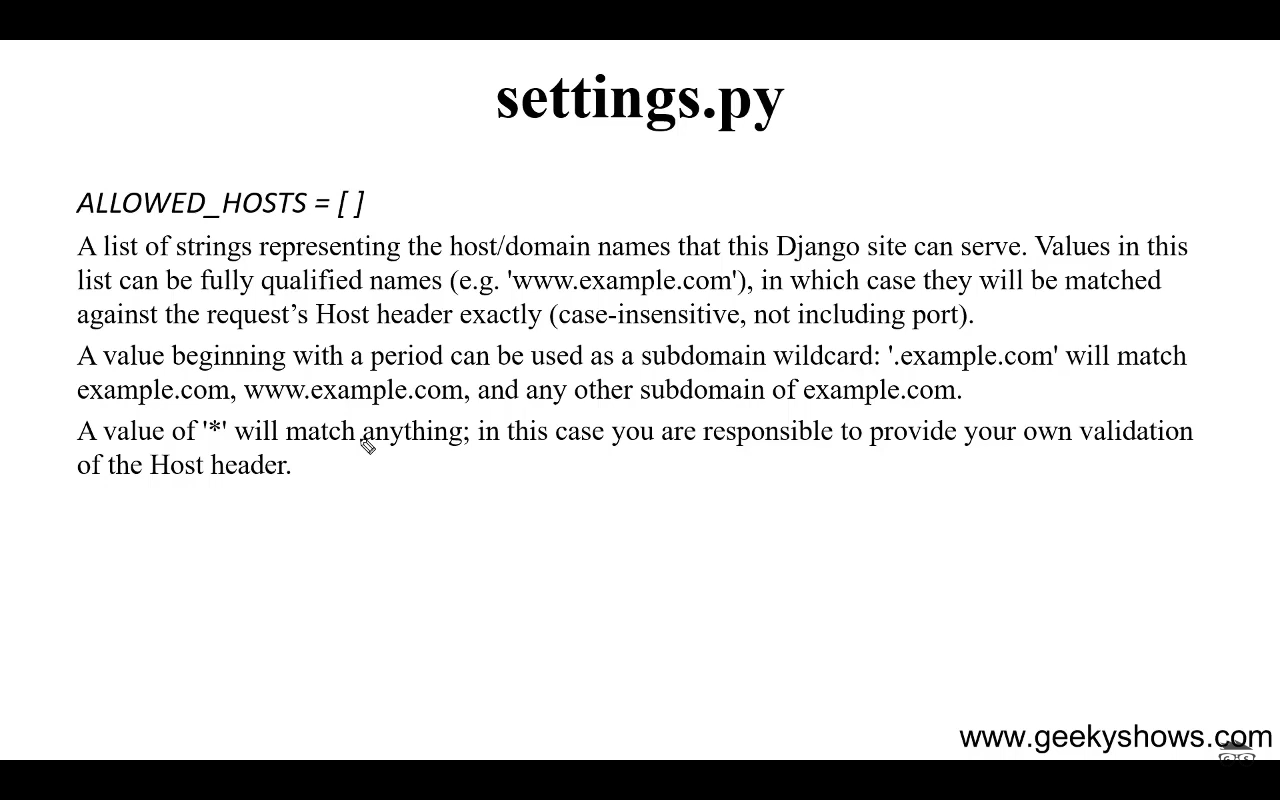 settings.py
ALLOWED_HOSTS = [ ]
A list of strings representing the host/domain names that this Django site can serve. Values in this
list can be fully qualified names (e.g. 'www.example.com'), in which case they will be matched
against the request’s Host header exactly (case-insensitive, not including port).
A value beginning with a period can be used as a subdomain wildcard: '.example.com' will match
example.com, www.example.com, and any other subdomain of example.com.
A value of '*' will match anything; in this case you are responsible to provide your own validation
of the Host header.
www.geekyshows.com